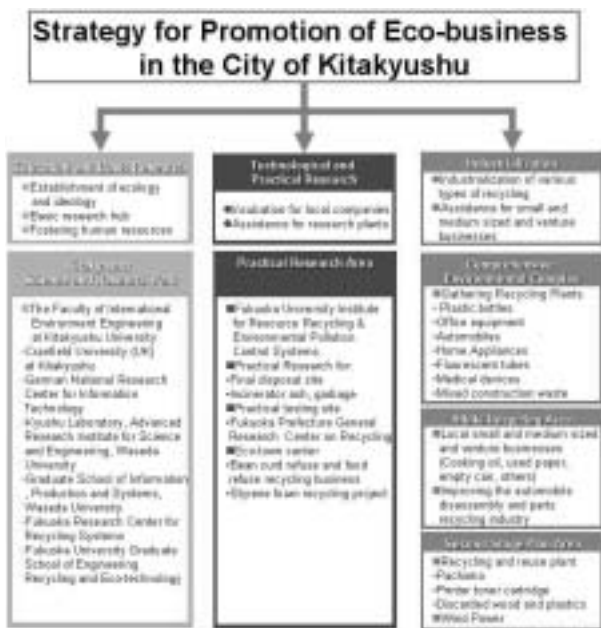 Strategy for Promotion of Eco-business
in the City of Kitakyushu
Technological and
Practical Research
Incubation for local companies
Assistance for research plants
Practical Research Area
Fukuoka University Institute
for Resource Recycling &
Environmental Pollution
Control Systems
Practical Research for
Final disposal site
Incinerator ash, garbage
Practical testing site
Fukuoka Prefecture General
Research Center on Recycling
Ecotown center
Bean curd refuse and food
refuse recycling business
Styrene foam recycling project
Establishment of ecology
and ideology
Basic research hub
Fostering human resources
The Faculty of International
Environment Engineering
at Kitakyushu University
Cranfield University (UK)
at Kitakyushu
German National Research
Center for Information
Technology
Kyushu Laboratory, Advanced
Research Institute for Science
and Engineering, Waseda
University
Graduate School of Information
, Production and Systems,
Waseda University
Fukuoka Research Center for
Recycling Systems
Fukuoka University Graduate
School of Engineering
Recycling and Eco-technology
Industrialization
Industrialization of various
types of recycling
Assistance for small and
medium sized and venture
businesses
Comprehensive
Environmental Complex
Gathering Recycling Plants
Plastic bottles
Office equipment
Automobiles
Home Appliances
Fluorescent tubes
Medical devices
Mixed construction waste
Local small and medium sized
and venture businesses
(Cooking oil, used paper,
empty can, others)
Improving the automobile
disassembly and parts
recycling industry
Recycling and reuse plant
Pachinko
Printer toner cartridge
Discarded wood and plastics
Wind Power